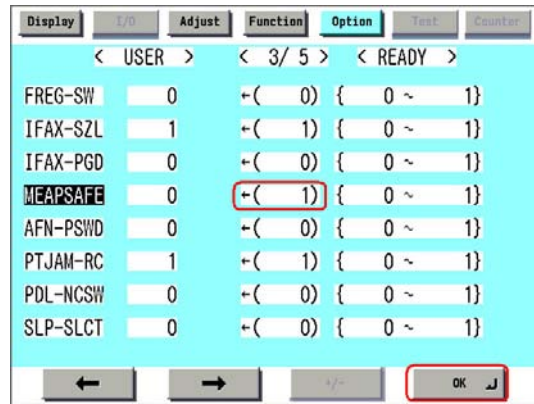 Display I/O Adjust Function Option Test Counter
< USER > < 3/ 5 > < READY >
FREG-SW 0 ←( 0) { 0 ~ 1}
IFAX-SZL 1 ←( 1) { 0 ~ 1}
IFAX-PGD 0 ←( 0) { 0 ~ 1}
MEAPSAFE 0 ←( 1) { 0 ~ 1}
AFN-PSWD 0 ←( 0) { 0 ~ 1}
PTJAM-RC 1 ←( 1) { 0 ~ 1}
PDL-NCSW 0 ←( 0) { 0 ~ 1}
SLP-SLCT 0 ←( 0) { 0 ~ 1}
← → +/- OK